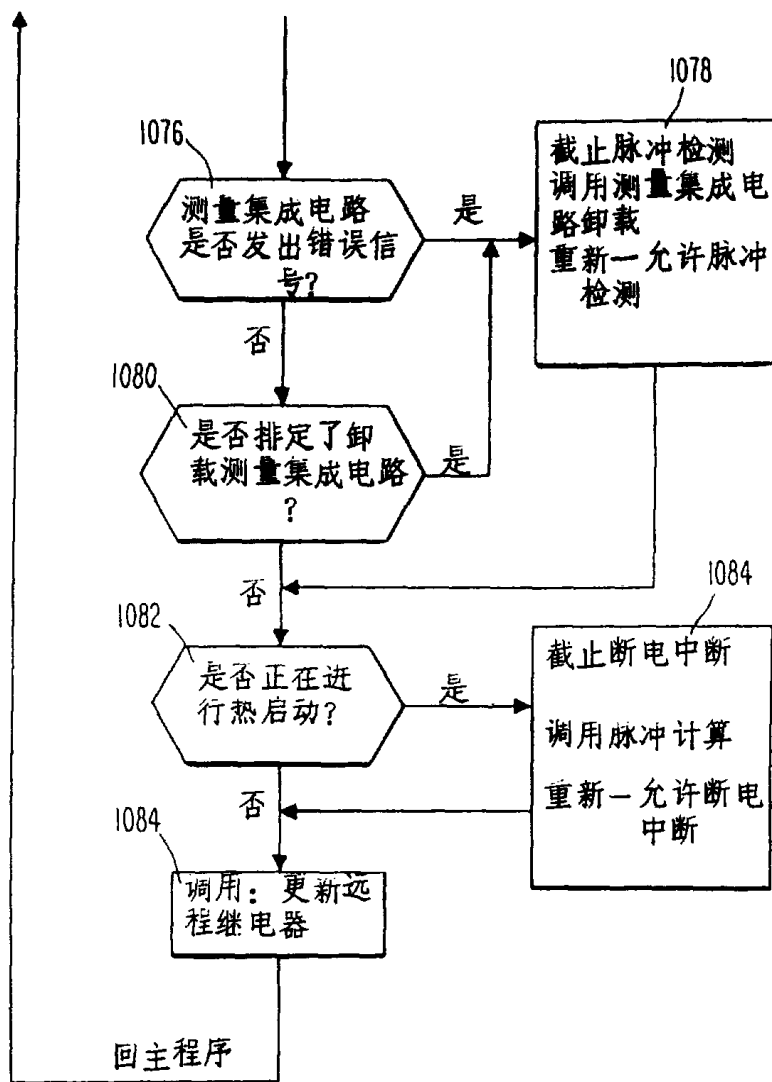 1076
测量集成电路
是否发出错误信
号?
是
1078
截止脉冲检测
调用测量集成电
路卸载
重新一允许脉冲
检测
否
1080
是否排定了卸
载测量集成电路
?
是
否
1082
是否正在进
行热启动?
是
1084
截止断电中断
调用脉冲计算
重新一允许断电
中断
否
1084
调用: 更新远
程继电器
回主程序